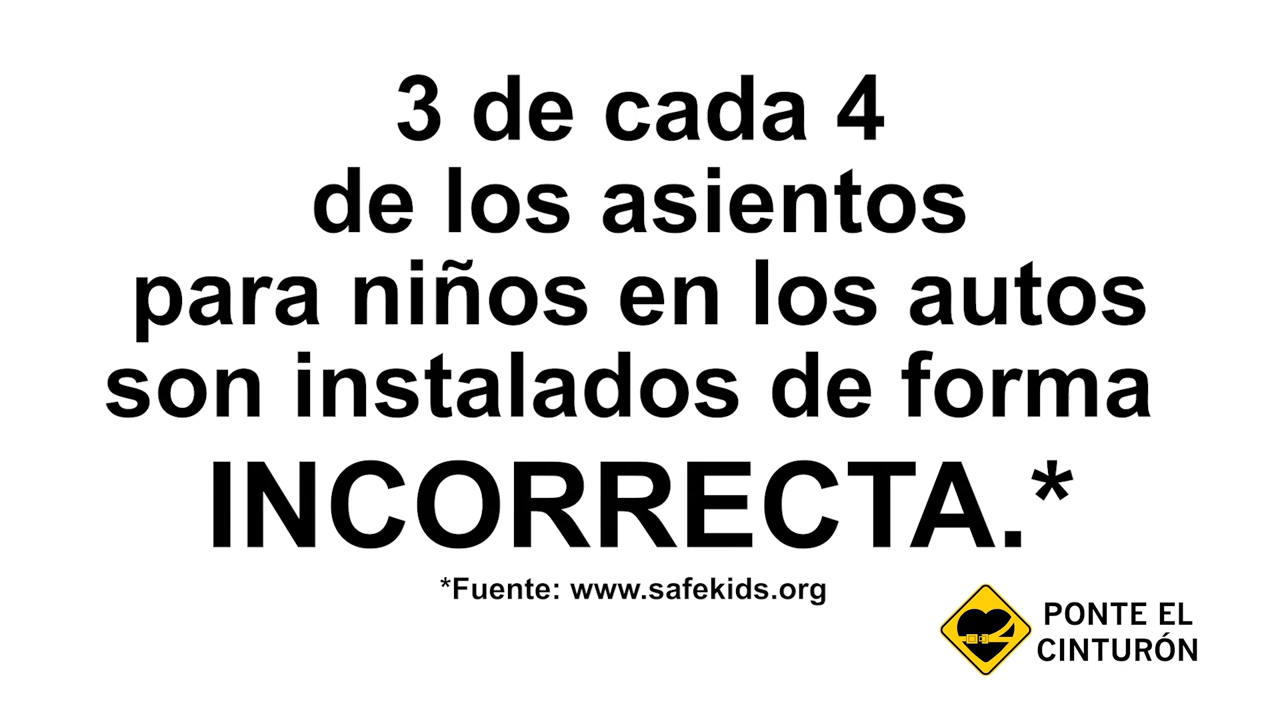 3 de cada 4
de los asientos
para niños en los autos
son instalados de forma
INCORRECTA.*
*Fuente: www.safekids.org
PONTE EL
CINTURÓN